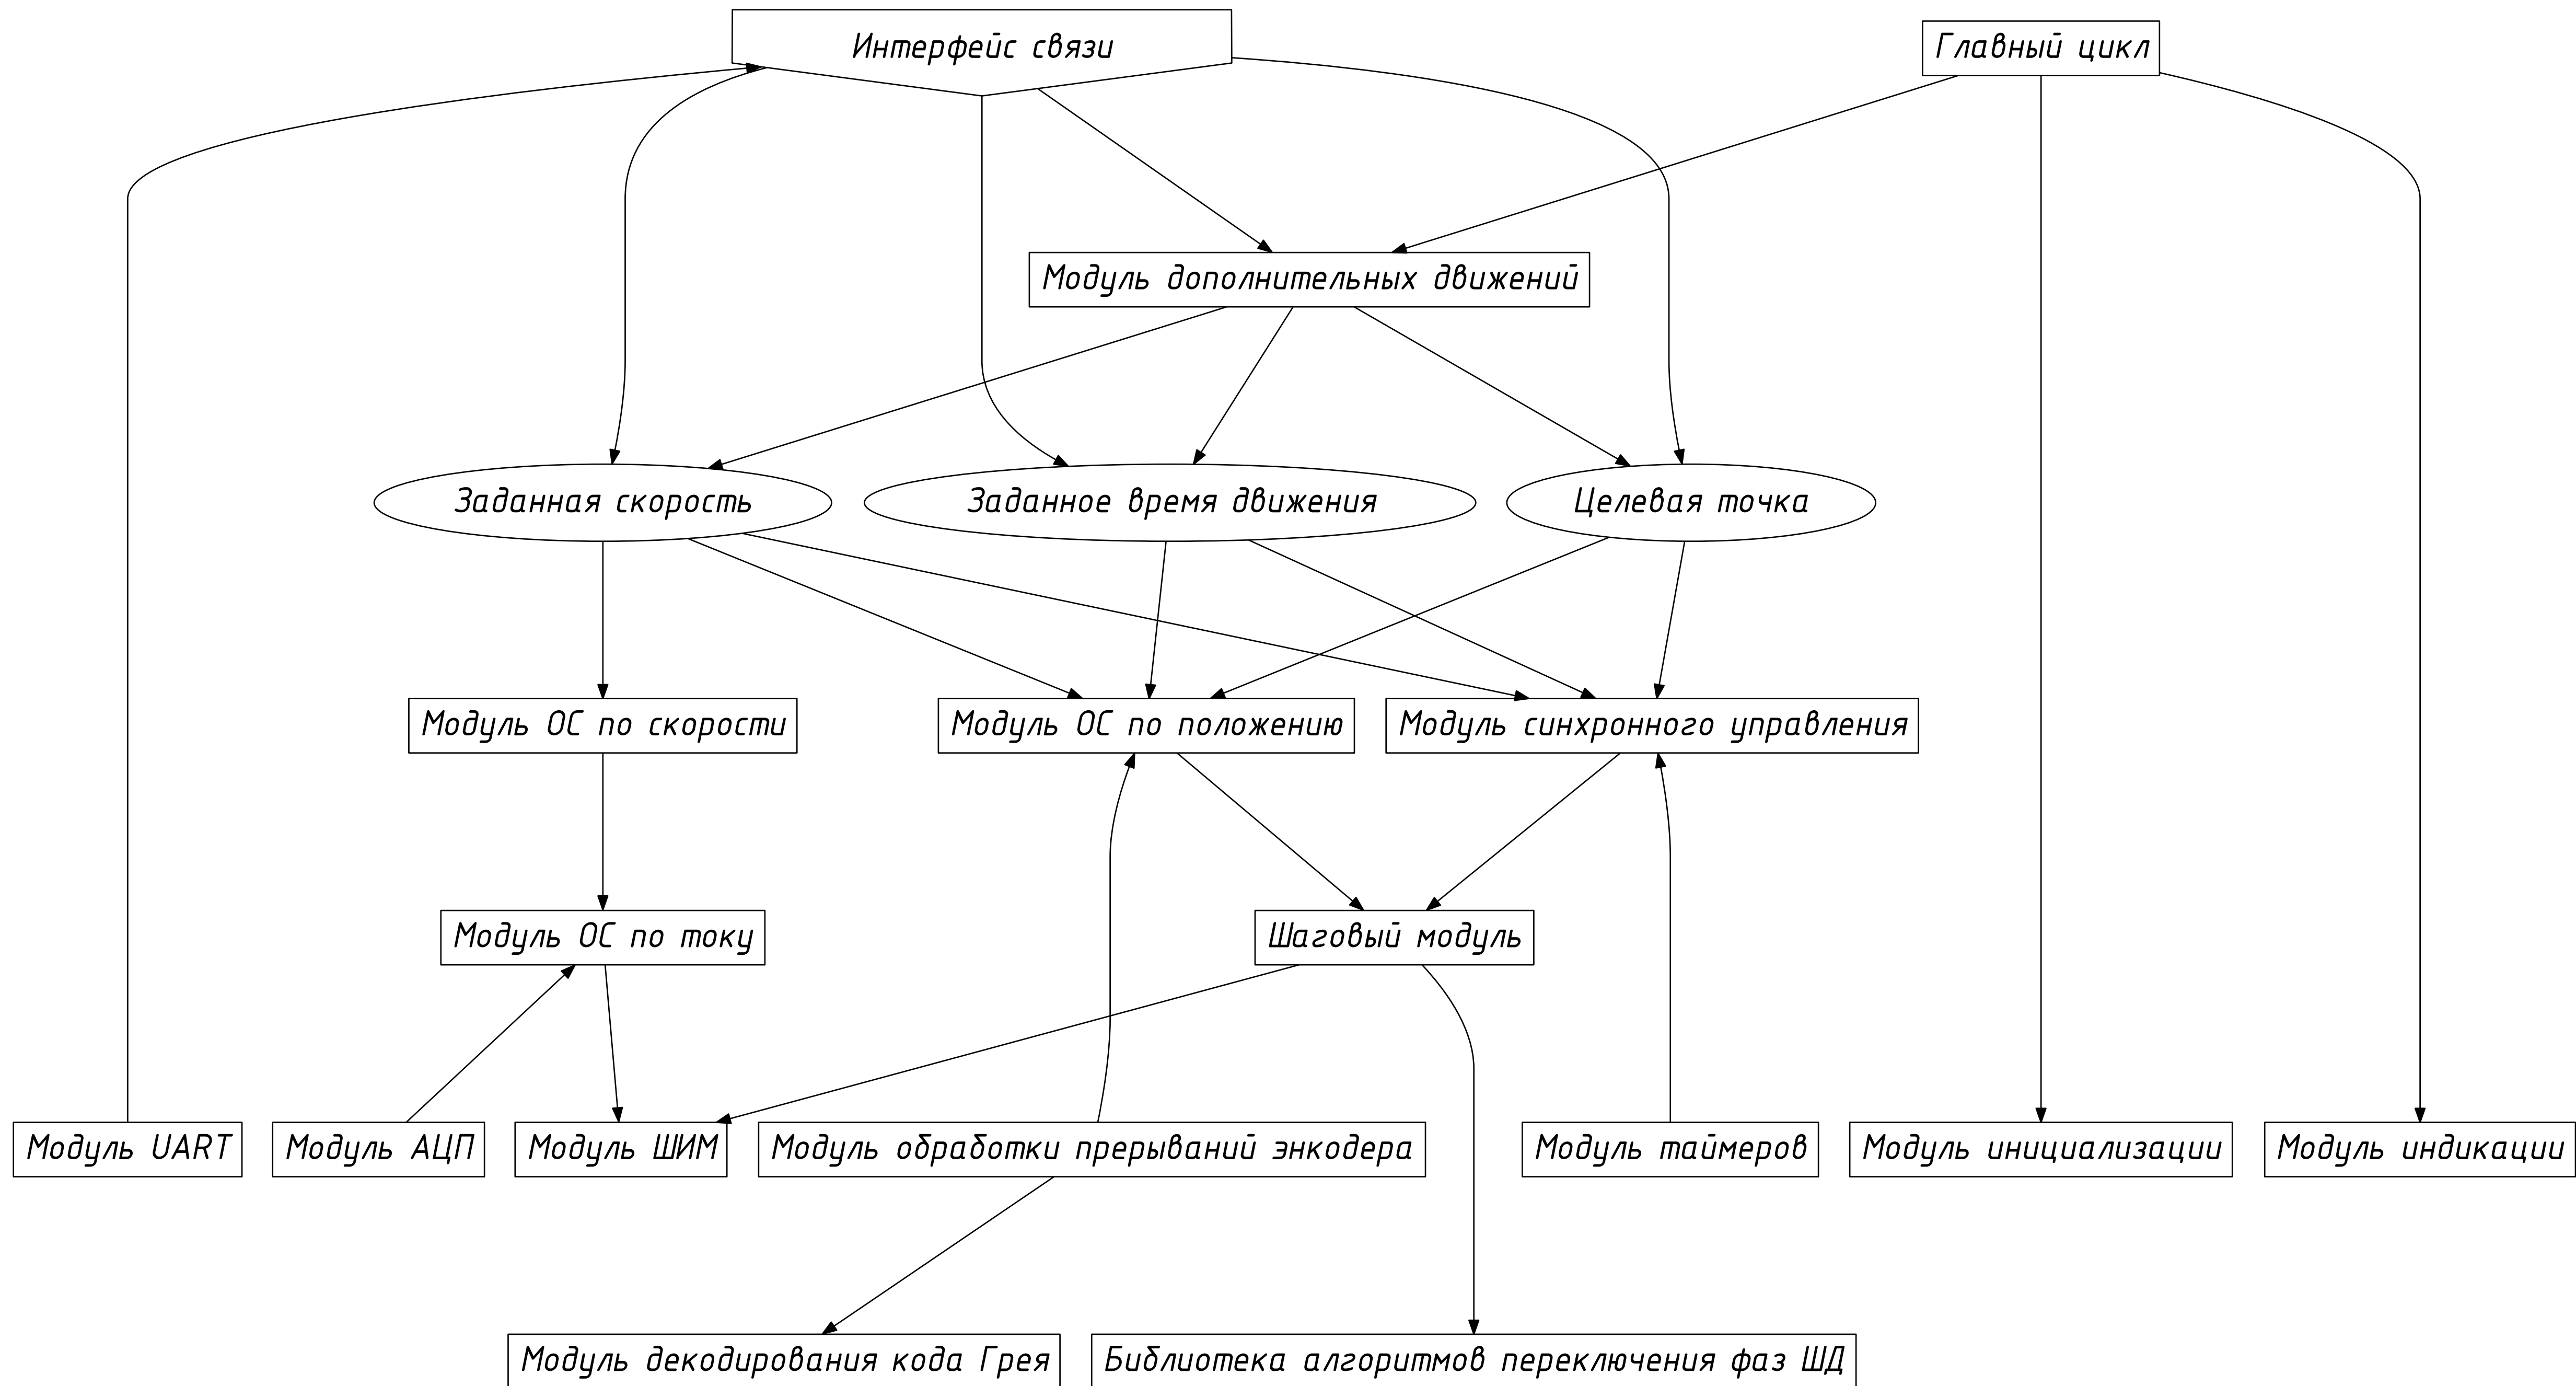 Интерфейс связи
Главный цикл
Модуль дополнительных движений
Заданная скорость
Заданное время движения
Целевая точка
Модуль ОС по скорости
Модуль ОС по положению
Модуль синхронного управления
Модуль ОС по току
Шаговый модуль
Модуль UART
Модуль АЦП
Модуль ШИМ
Модуль обработки прерываний энкодера
Модуль таймеров
Модуль инициализации
Модуль индикации
Модуль декодирования кода Грея
Библиотека алгоритмов переключения фаз ШД